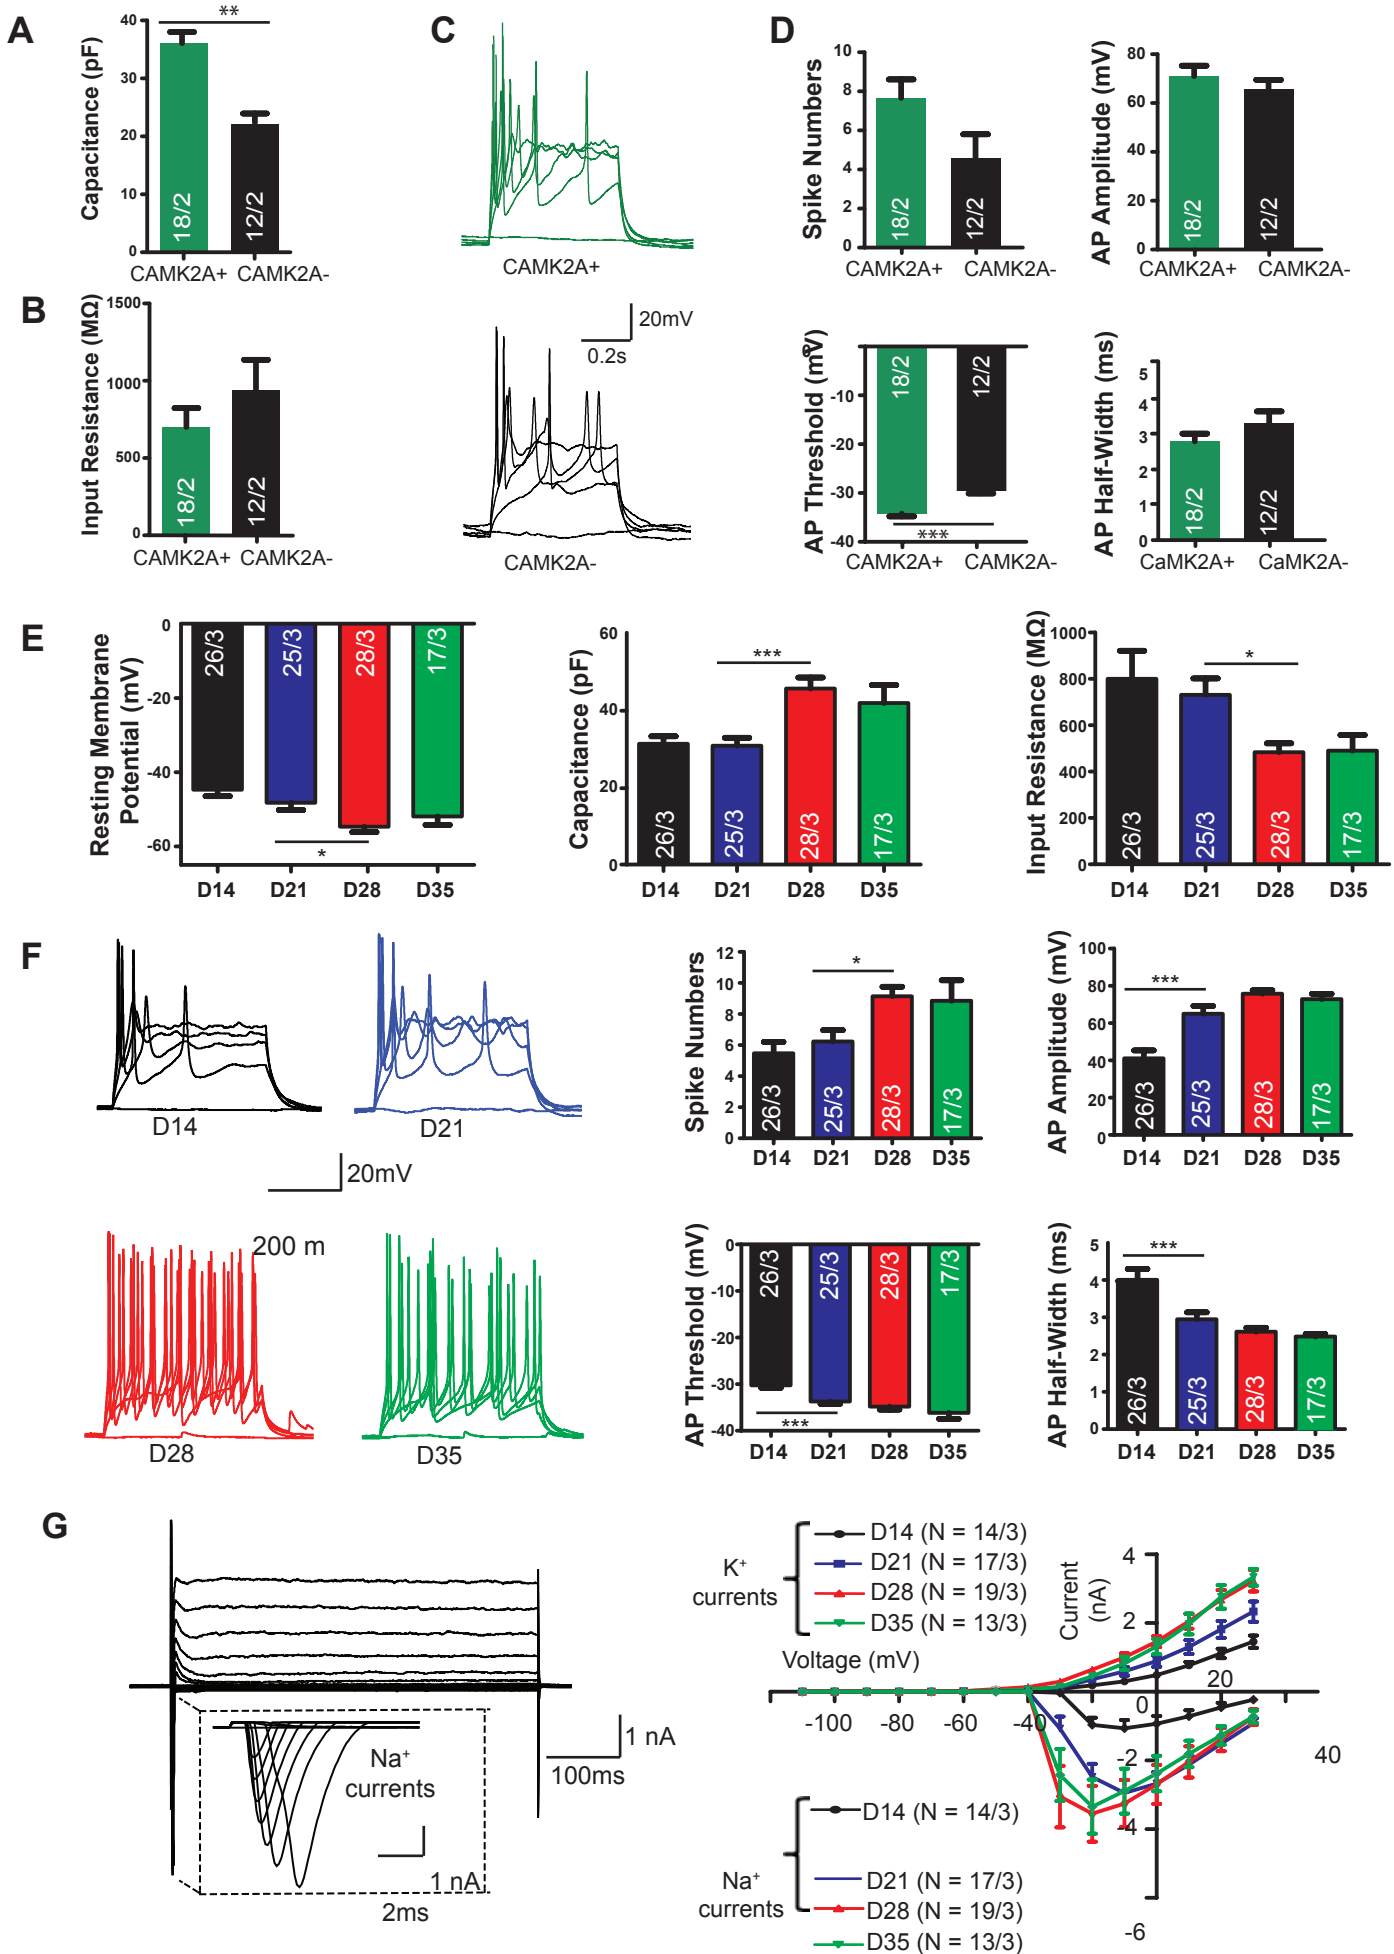 A
Capacitance (pF)
40
30
20
10
0
**
18/2
12/2
CAMK2A+ CAMK2A-
B
Input Resistance (MΩ)
1500
1000
500
0
18/2
12/2
CAMK2A+ CAMK2A-
C
CAMK2A+
20mV
0.2s
CAMK2A-
D
Spike Numbers
10
8
6
4
2
0
18/2
12/2
CAMK2A+ CAMK2A-
AP Amplitude (mV)
80
60
40
20
0
18/2
12/2
CAMK2A+ CAMK2A-
AP Threshold (mV)
0
-10
-20
-30
-40
18/2
12/2
***
CAMK2A+ CAMK2A-
AP Half-Width (ms)
5
4
3
2
1
0
18/2
12/2
CaMK2A+ CaMK2A-
E
Resting Membrane
Potential (mV)
0
-20
-40
-60
26/3
25/3
28/3
17/3
*
D14 D21 D28 D35
Cpacitance (pF)
60
40
20
0
***
26/3
25/3
28/3
17/3
D14 D21 D28 D35
Input Resistance (MΩ)
1000
800
600
400
200
0
*
26/3
25/3
28/3
17/3
D14 D21 D28 D35
F
D14
D21
20mV
200 m
D28
D35
Spike Numbers
12
10
8
6
4
2
0
*
26/3
25/3
28/3
17/3
D14 D21 D28 D35
AP Amplitude (mV)
100
80
60
40
20
0
***
26/3
25/3
28/3
17/3
D14 D21 D28 D35
AP Threshold (mV)
0
-10
-20
-30
-40
26/3
25/3
28/3
17/3
***
D14 D21 D28 D35
AP Half-Width (ms)
5
4
3
2
1
0
***
26/3
25/3
28/3
17/3
D14 D21 D28 D35
G
Na+
currents
1 nA
2ms
1 nA
100ms
K+
currents
D14 (N = 14/3)
D21 (N = 17/3)
D28 (N = 19/3)
D35 (N = 13/3)
Current
(nA)
4
2
0
-2
-4
-6
Voltage (mV)
-100 -80 -60 -40 20 40
Na+
currents
D14 (N = 14/3)
D21 (N = 17/3)
D28 (N = 19/3)
D35 (N = 13/3)